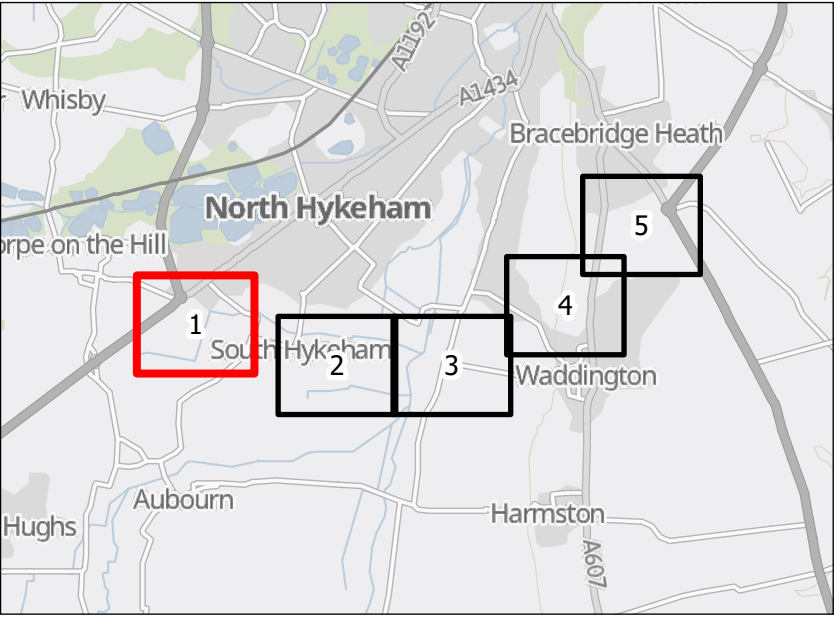 A1192
Whisby
A1434
Bracebridge Heath
North Hykeham
5
orpe on the Hill
4
1
South Hykeham
2
3
Waddington
Aubourn
Harmston
Hughs
A607